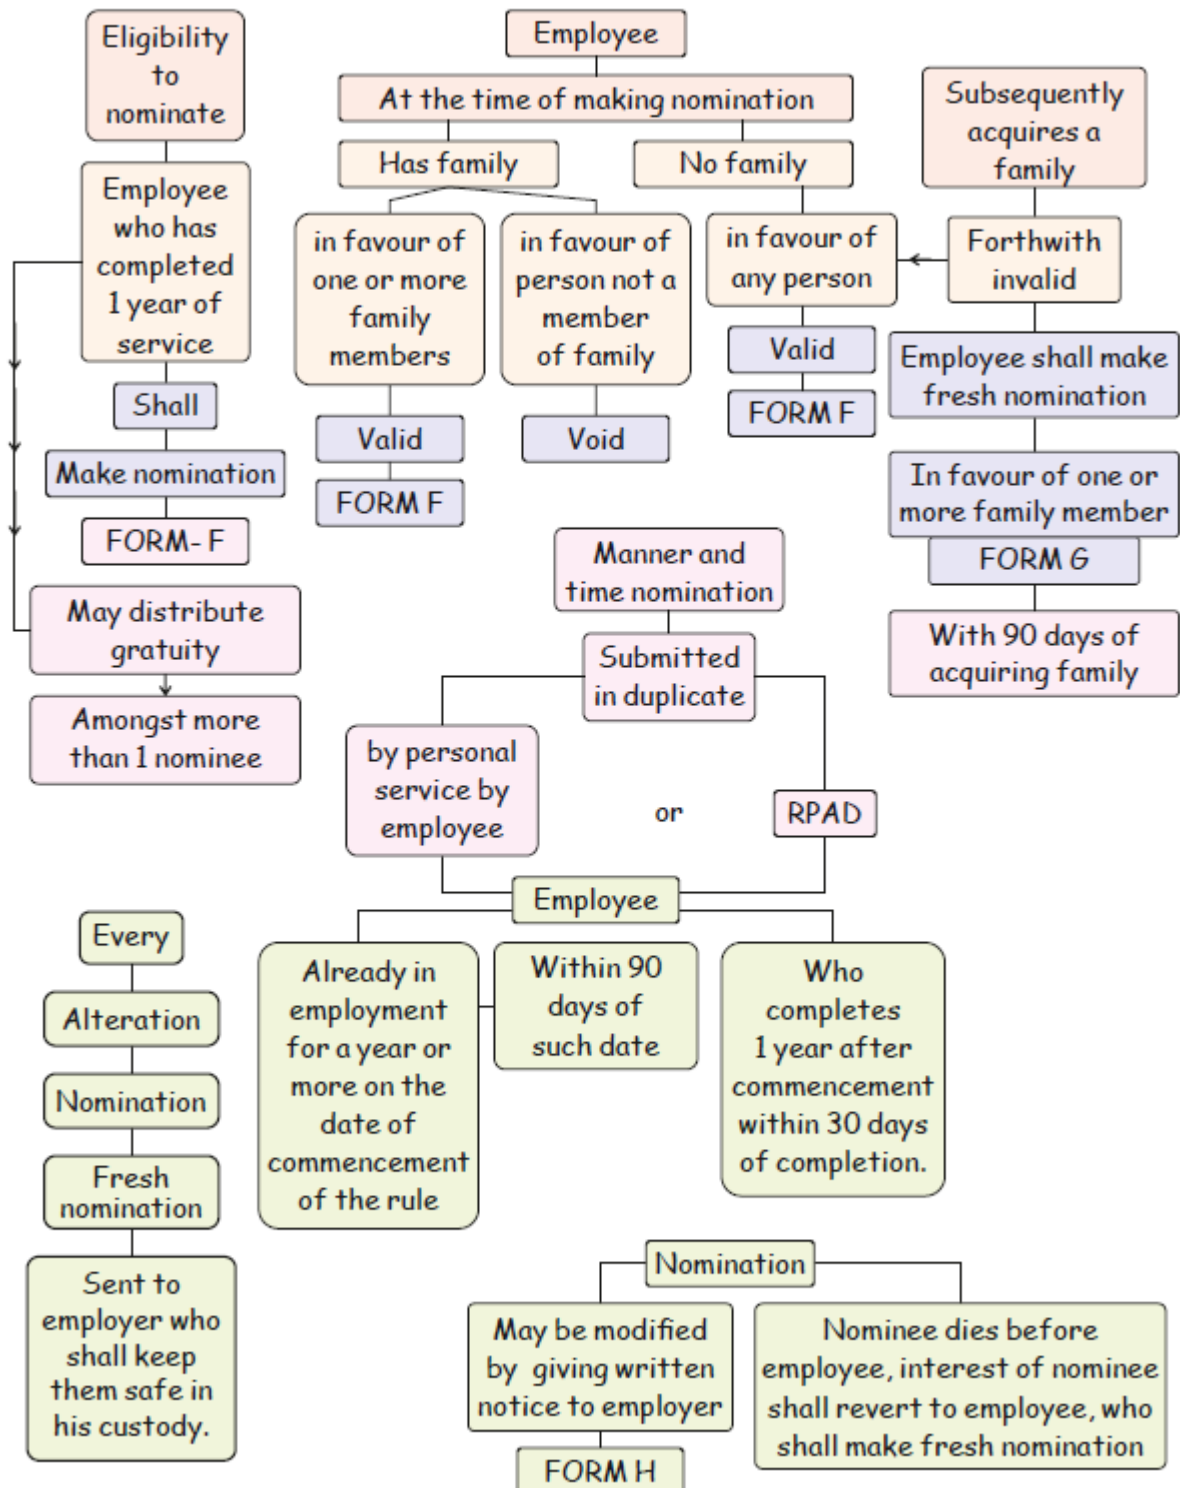 Eligibility
to
nominate
Employee
who has
completed
1 year of
service
Shall
Make nomination
FORM- F
May distribute
gratuity
Amongst more
than 1 nominee
Employee
At the time of making nomination
Has family
No family
in favour of
one or more
family
members
Valid
FORM F
in favour of
person not a
member
of family
Void
in favour of
any person
Valid
FORM F
Subsequently
acquires a
family
Forthwith
invalid
Employee shall make
fresh nomination
In favour of one or
more family member
FORM G
With 90 days of
acquiring family
Manner and
time nomination
Submitted
in duplicate
by personal
service by
employee
or
RPAD
Employee
Already in
employment
for a year or
more on the
date of
commencement
of the rule
Within 90
days of
such date
Who
completes
1 year after
commencement
within 30 days
of completion.
Every
Alteration
Nomination
Fresh
nomination
Sent to
employer who
shall keep
them safe in
his custody.
Nomination
May be modified
by giving written
notice to employer
FORM H
Nominee dies before
employee, interest of nominee
shall revert to employee, who
shall make fresh nomination